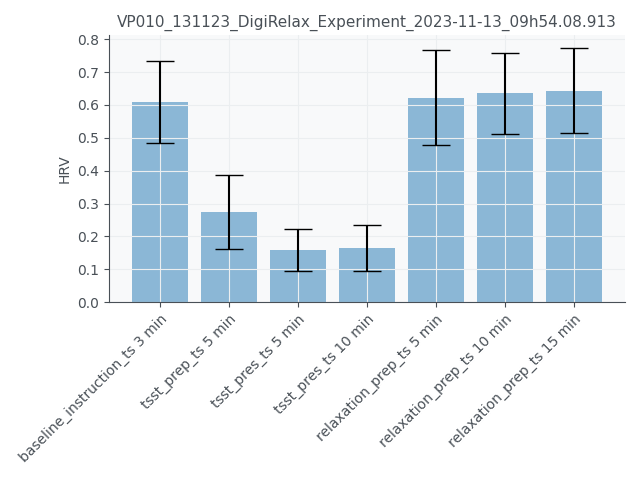 VP010_131123_DigiRelax_Experiment_2023-11-13_09h54.08.913
HRV
0.8
0.7
0.6
0.5
0.4
0.3
0.2
0.1
0.0
baseline_instruction_ts 3 min
tsst_prep_ts 5 min
tsst_pres_ts 5 min
tsst_pres_ts 10 min
relaxation_prep_ts 5 min
relaxation_prep_ts 10 min
relaxation_prep_ts 15 min